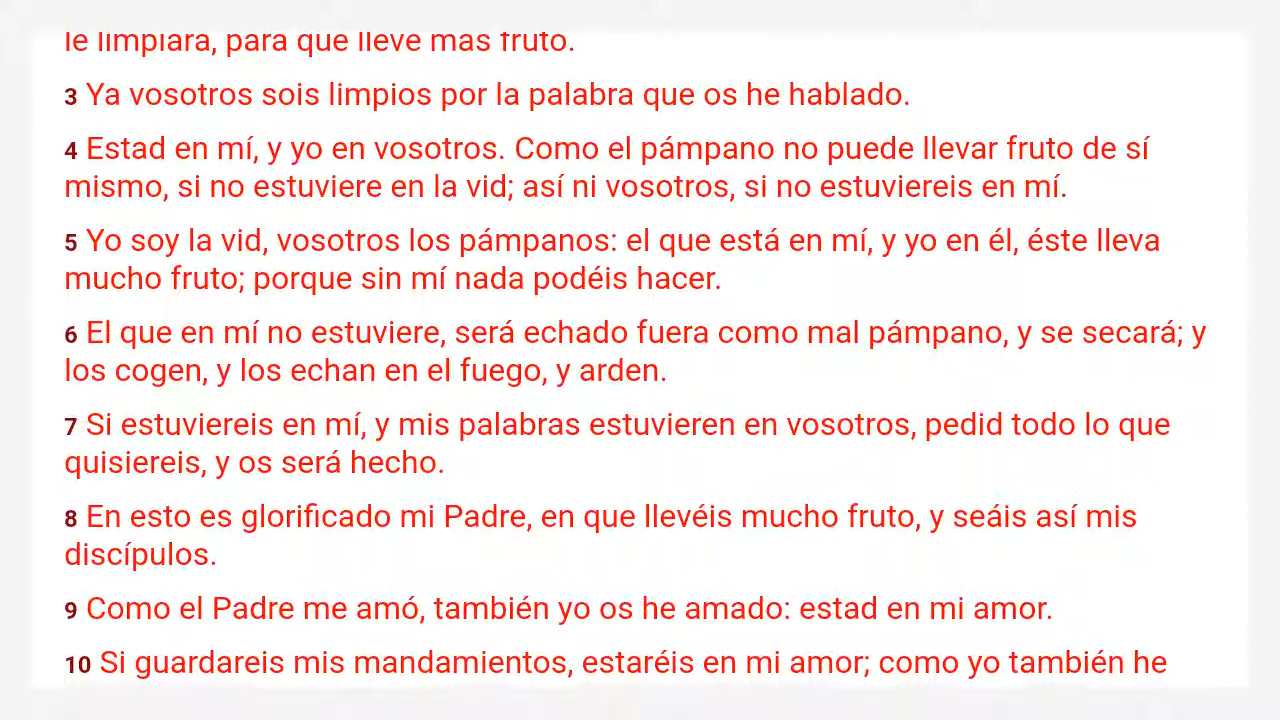 le limpiará, para que lleve más fruto.
3 Ya vosotros sois limpios por la palabra que os he hablado.
4 Estad en mí, y yo en vosotros. Como el pámpano no puede llevar fruto de sí
mismo, si no estuviere en la vid; así ni vosotros, si no estuviereis en mí.
5 Yo soy la vid, vosotros los pámpanos: el que está en mí, y yo en él, éste lleva
mucho fruto; porque sin mí nada podéis hacer.
6 El que en mí no estuviere, será echado fuera como mal pámpano, y se secará; y
los cogen, y los echan en el fuego, y arden.
7 Si estuviereis en mí, y mis palabras estuvieren en vosotros, pedid todo lo que
quisiereis, y os será hecho.
8 En esto es glorificado mi Padre, en que llevéis mucho fruto, y seáis así mis
discípulos.
9 Como el Padre me amó, también yo os he amado: estad en mi amor.
10 Si guardareis mis mandamientos, estaréis en mi amor; como yo también he